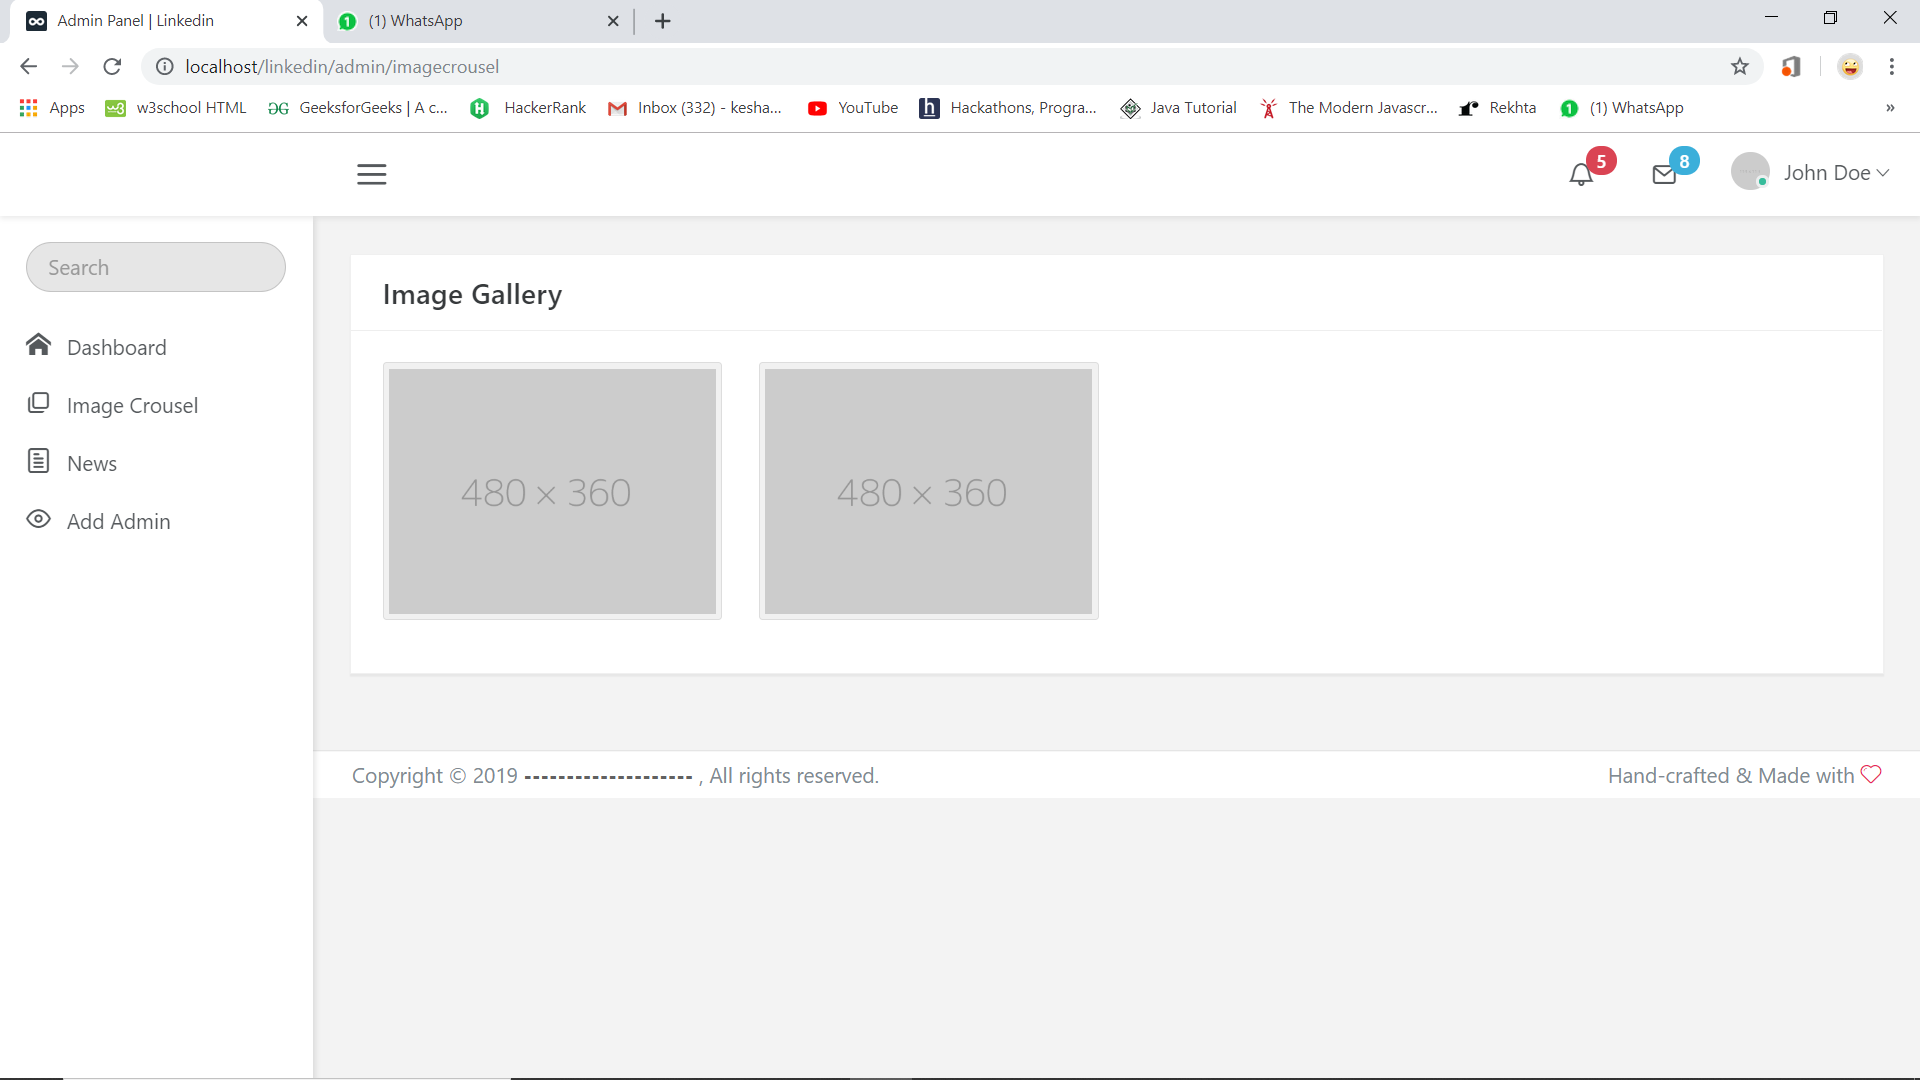 Admin Panel | Linkedin
1 (1) WhatsApp
localhost/linkedin/admin/imagecrousel
Apps w3school HTML GeeksforGeeks | A c... HackerRank Inbox (332) - kesha... YouTube h Hackathons, Progra... Java Tutorial The Modern Javascr... Rekhta 1 (1) WhatsApp »
5 8 John Doe
Search
Dashboard
Image Crousel
News
Add Admin
Image Gallery
480 × 360 480 × 360
Copyright © 2019 -------------------- , All rights reserved. Hand-crafted & Made with